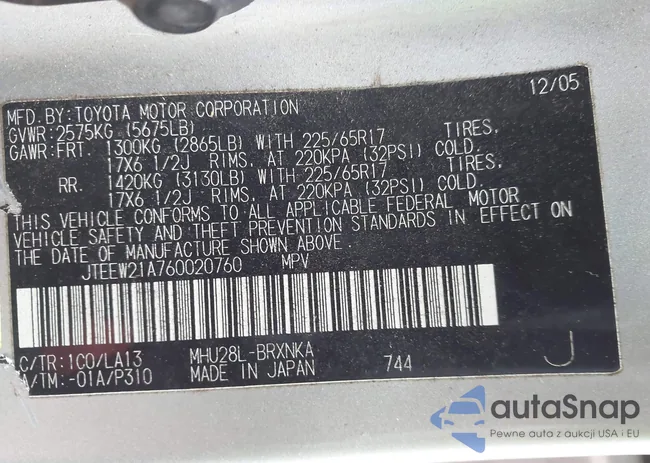 12/05
MFD. BY: TOYOTA MOTOR CORPORATION
GVWR: 2575KG (5675LB)
GAWR: FRT. 1300KG (2865LB) WITH 225/65R17 TIRES,
17X6 1/2J RIMS, AT 220KPA (32PSI) COLD.
RR. 1420KG (3130LB) WITH 225/65R17 TIRES,
17X6 1/2J RIMS, AT 220KPA (32PSI) COLD.
THIS VEHICLE CONFORMS TO ALL APPLICABLE FEDERAL MOTOR
VEHICLE SAFETY AND THEFT PREVENTION STANDARDS IN EFFECT ON
THE DATE OF MANUFACTURE SHOWN ABOVE.
JTEEW21A760020760 MPV
C/TR: 1C0/LA13 MHU28L-BRXNKA 744 J
A/TM: -01A/P310 MADE IN JAPAN
autaSnap
Pewne auta z aukcji USA i EU